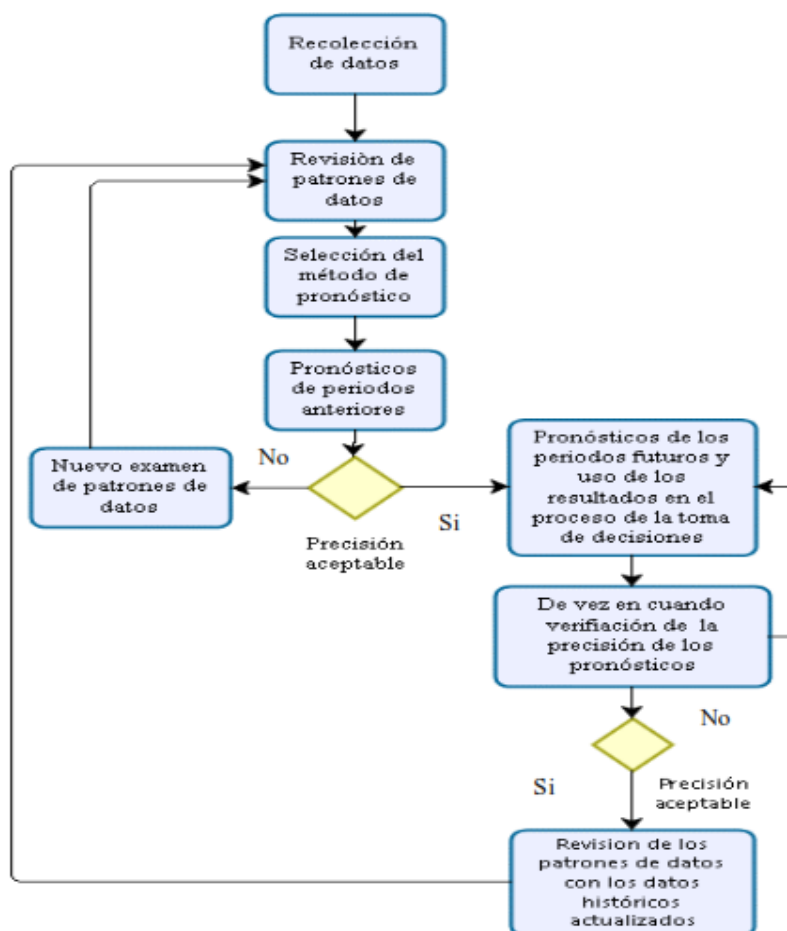 Recolección
de datos
Revisiòn de
patrones de
datos
Selección del
método de
pronóstico
Pronósticos
de periodos
anteriores
No
Nuevo examen
de patrones de
datos
Si
Precisión
aceptable
Pronósticos de los
periodos futuros y
uso de los
resultados en el
proceso de la toma
de decisiones
De vez en cuando
verifiación de la
precisión de los
pronósticos
No
Si
Precisión
aceptable
Revision de los
patrones de datos
con los datos
históricos
actualizados